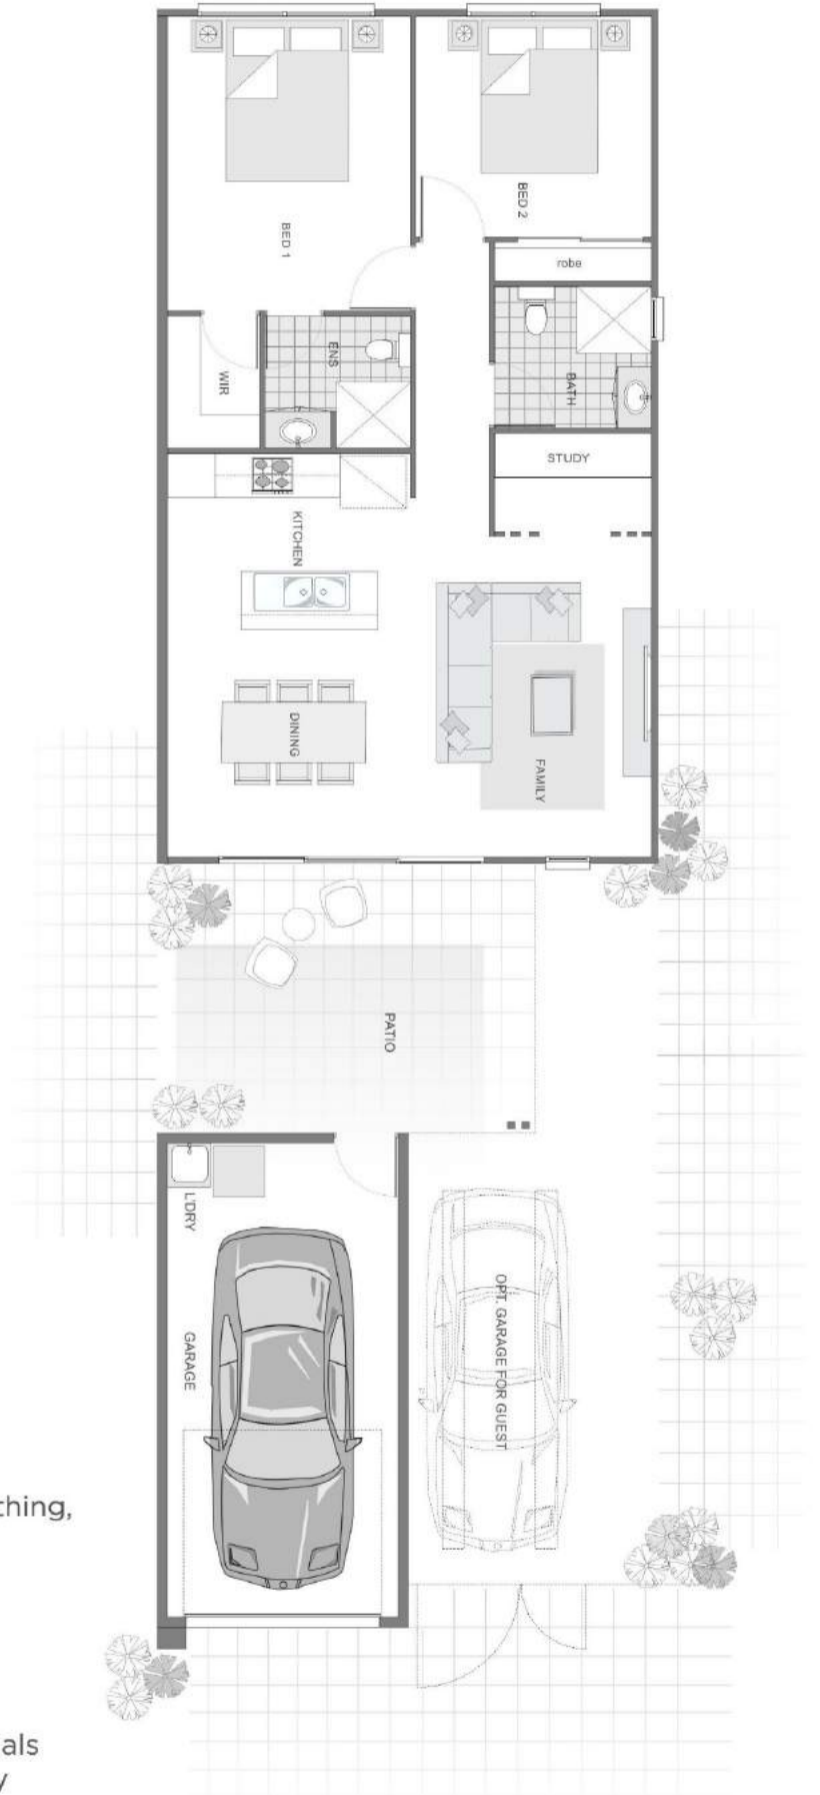 BED 1
BED 2
robe
WIR
ENS
BATH
STUDY
KITCHEN
DINING
FAMILY
PATIO
L'DRY
GARAGE
OPT. GARAGE FOR GUEST
thing,
als